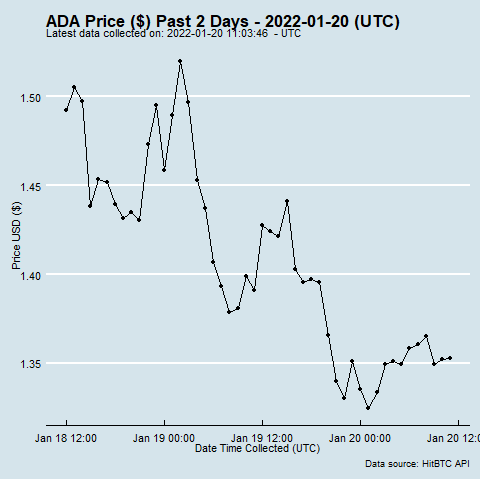 ADA Price ($) Past 2 Days - 2022-01-20 (UTC)
Latest data collected on: 2022-01-20 11:03:46 - UTC
1.50
1.45
1.40
1.35
Price USD ($)
Jan 18 12:00 Jan 19 00:00 Jan 19 12:00 Jan 20 00:00 Jan 20 12:
Date Time Collected (UTC)
Data source: HitBTC API